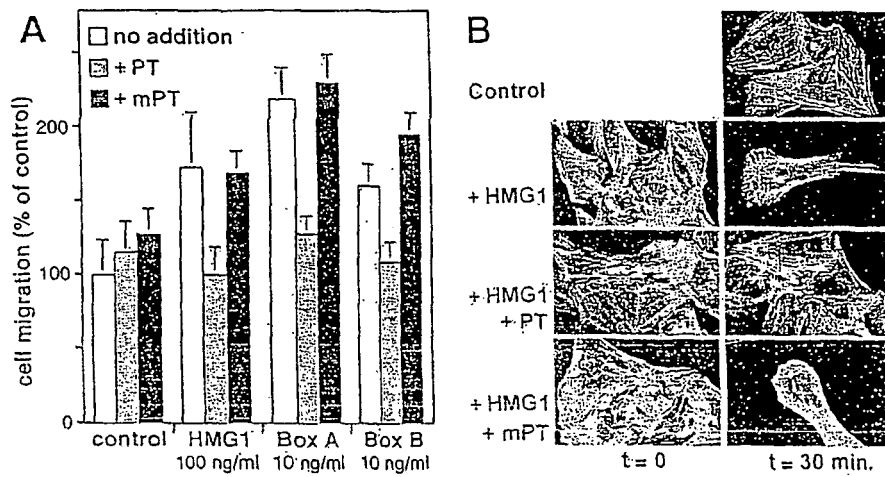 A
no addition
+ PT
+ mPT
cell migration (% of control)
200
100
0
control
HMG1
100 ng/ml
Box A
10 ng/ml
Box B
10 ng/ml
B
Control
+ HMG1
+ HMG1
+ PT
+ HMG1
+ mPT
t = 0
t = 30 min.